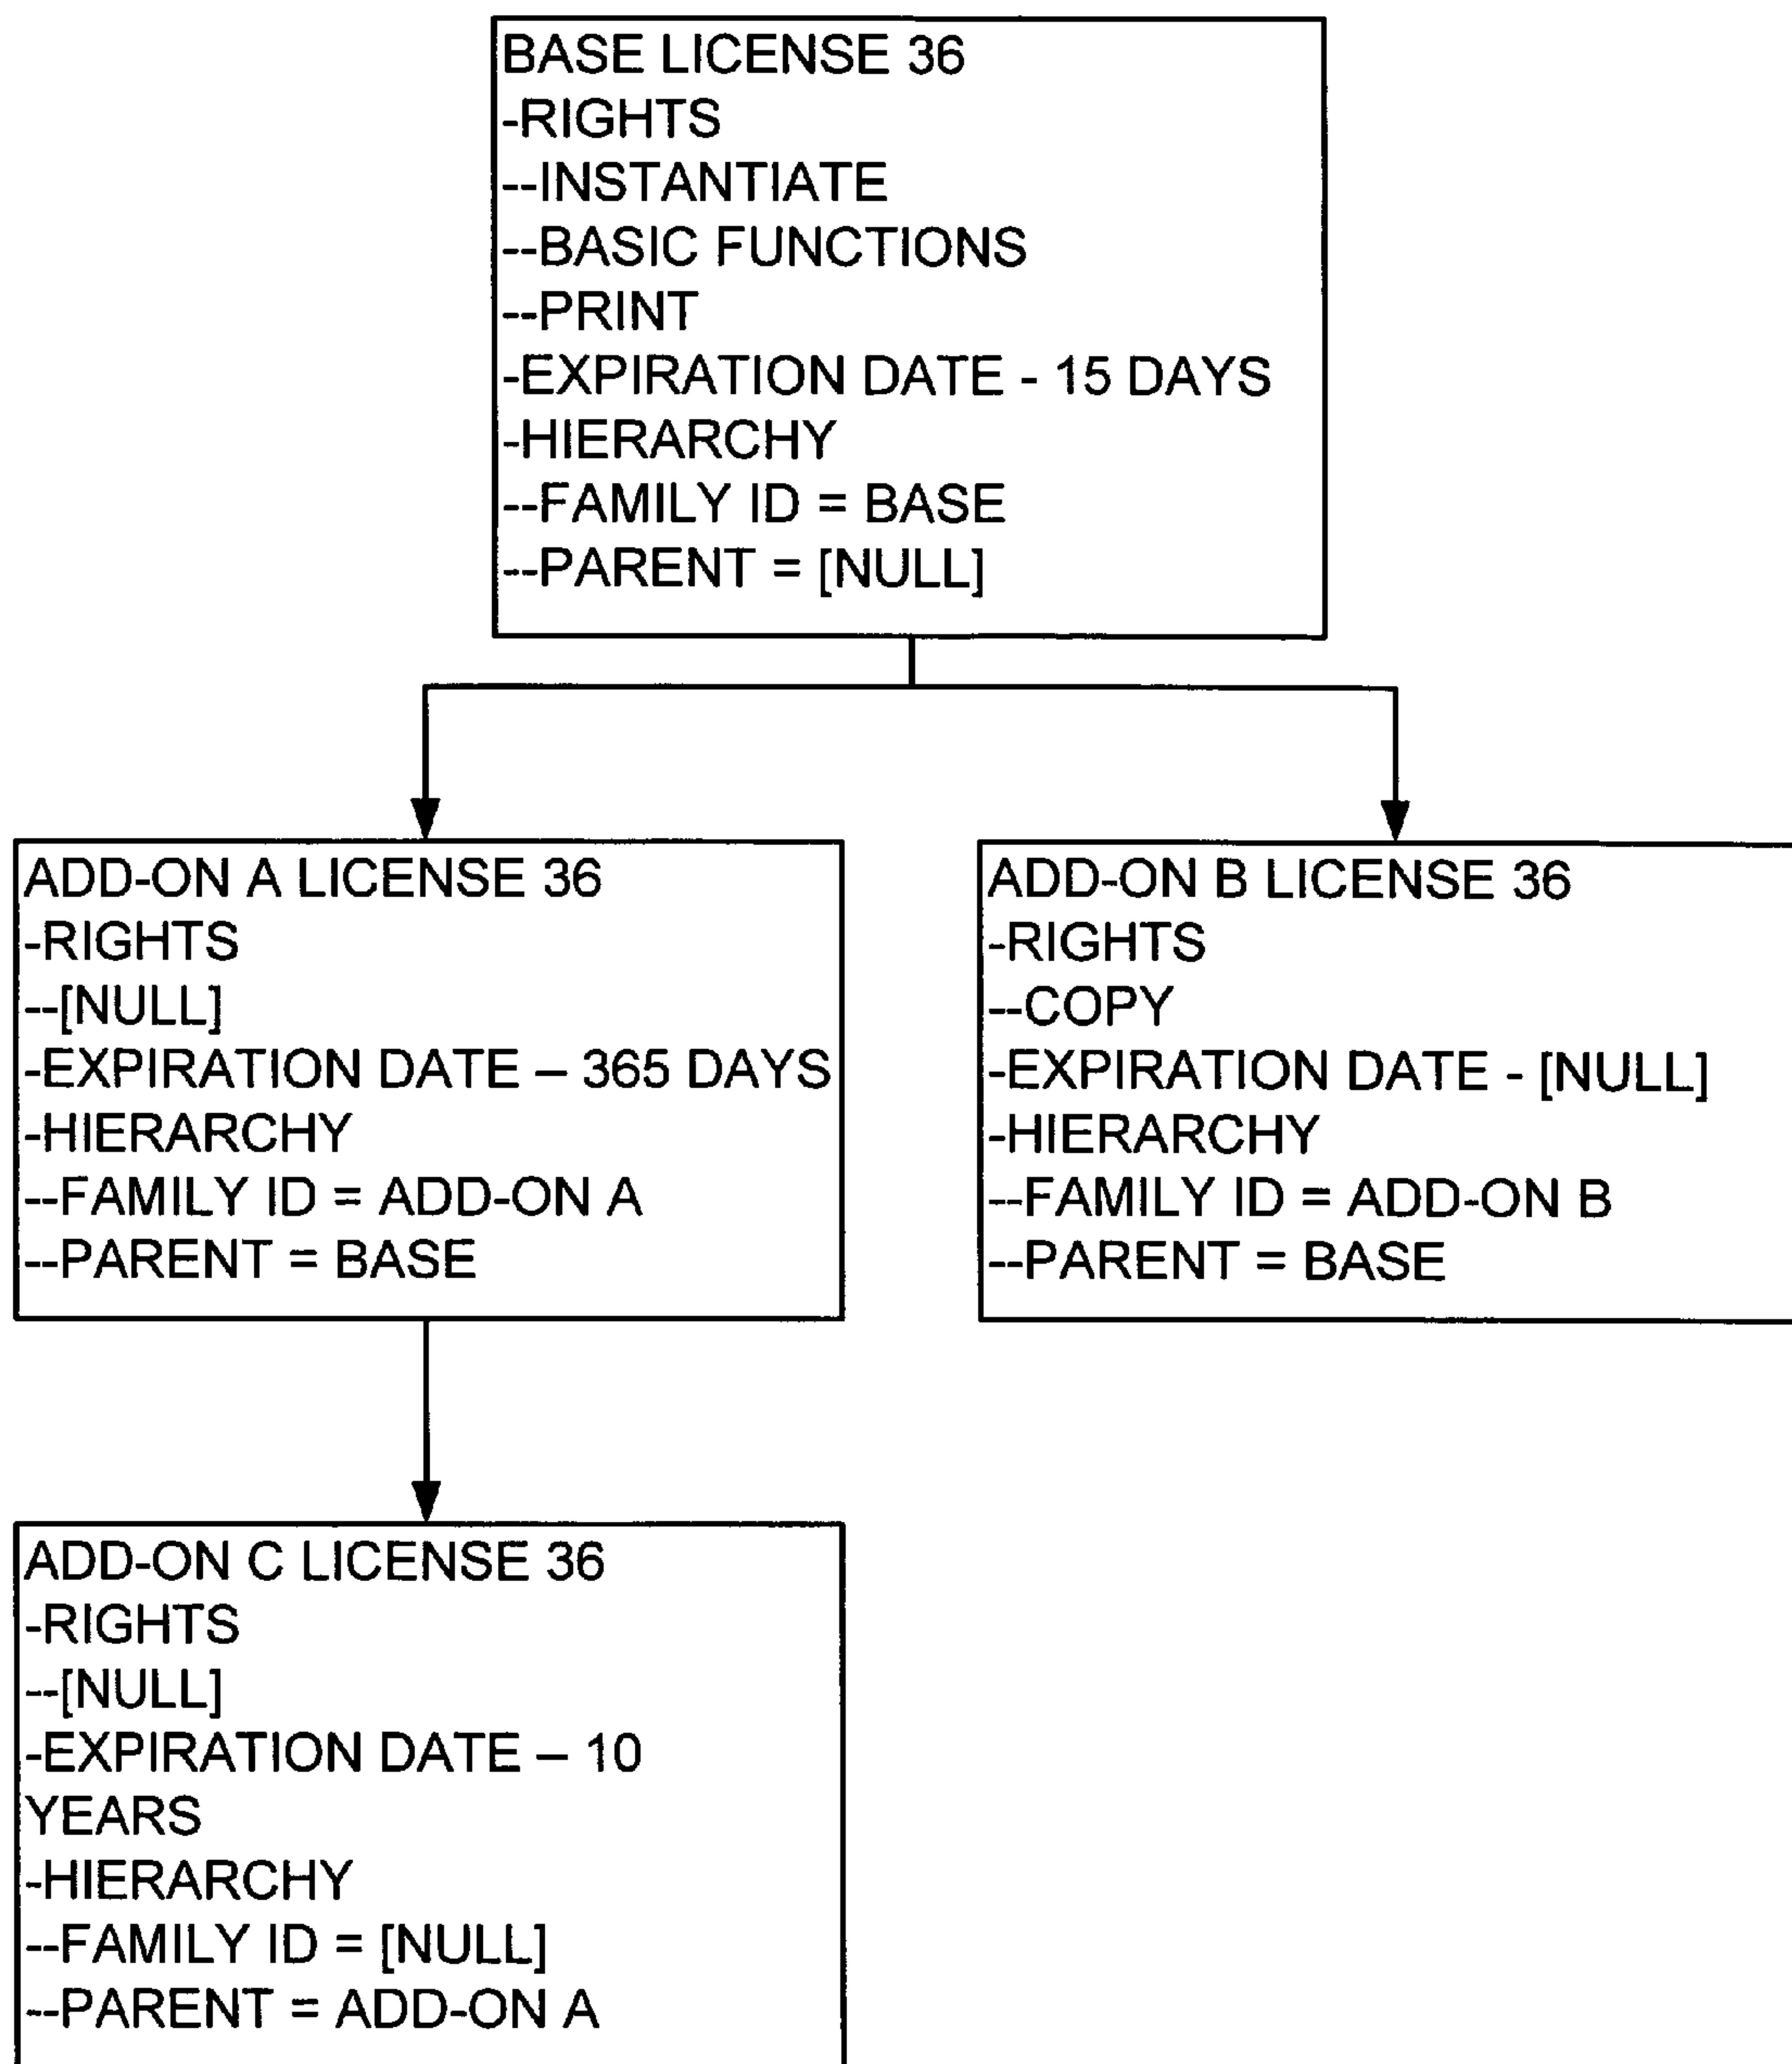 BASE LICENSE 36
-RIGHTS
--INSTANTIATE
--BASIC FUNCTIONS
--PRINT
-EXPIRATION DATE - 15 DAYS
-HIERARCHY
--FAMILY ID = BASE
--PARENT = [NULL]
ADD-ON A LICENSE 36
-RIGHTS
--[NULL]
-EXPIRATION DATE – 365 DAYS
-HIERARCHY
--FAMILY ID = ADD-ON A
--PARENT = BASE
ADD-ON B LICENSE 36
-RIGHTS
--COPY
-EXPIRATION DATE - [NULL]
-HIERARCHY
--FAMILY ID = ADD-ON B
--PARENT = BASE
ADD-ON C LICENSE 36
-RIGHTS
--[NULL]
-EXPIRATION DATE – 10
YEARS
-HIERARCHY
--FAMILY ID = [NULL]
--PARENT = ADD-ON A